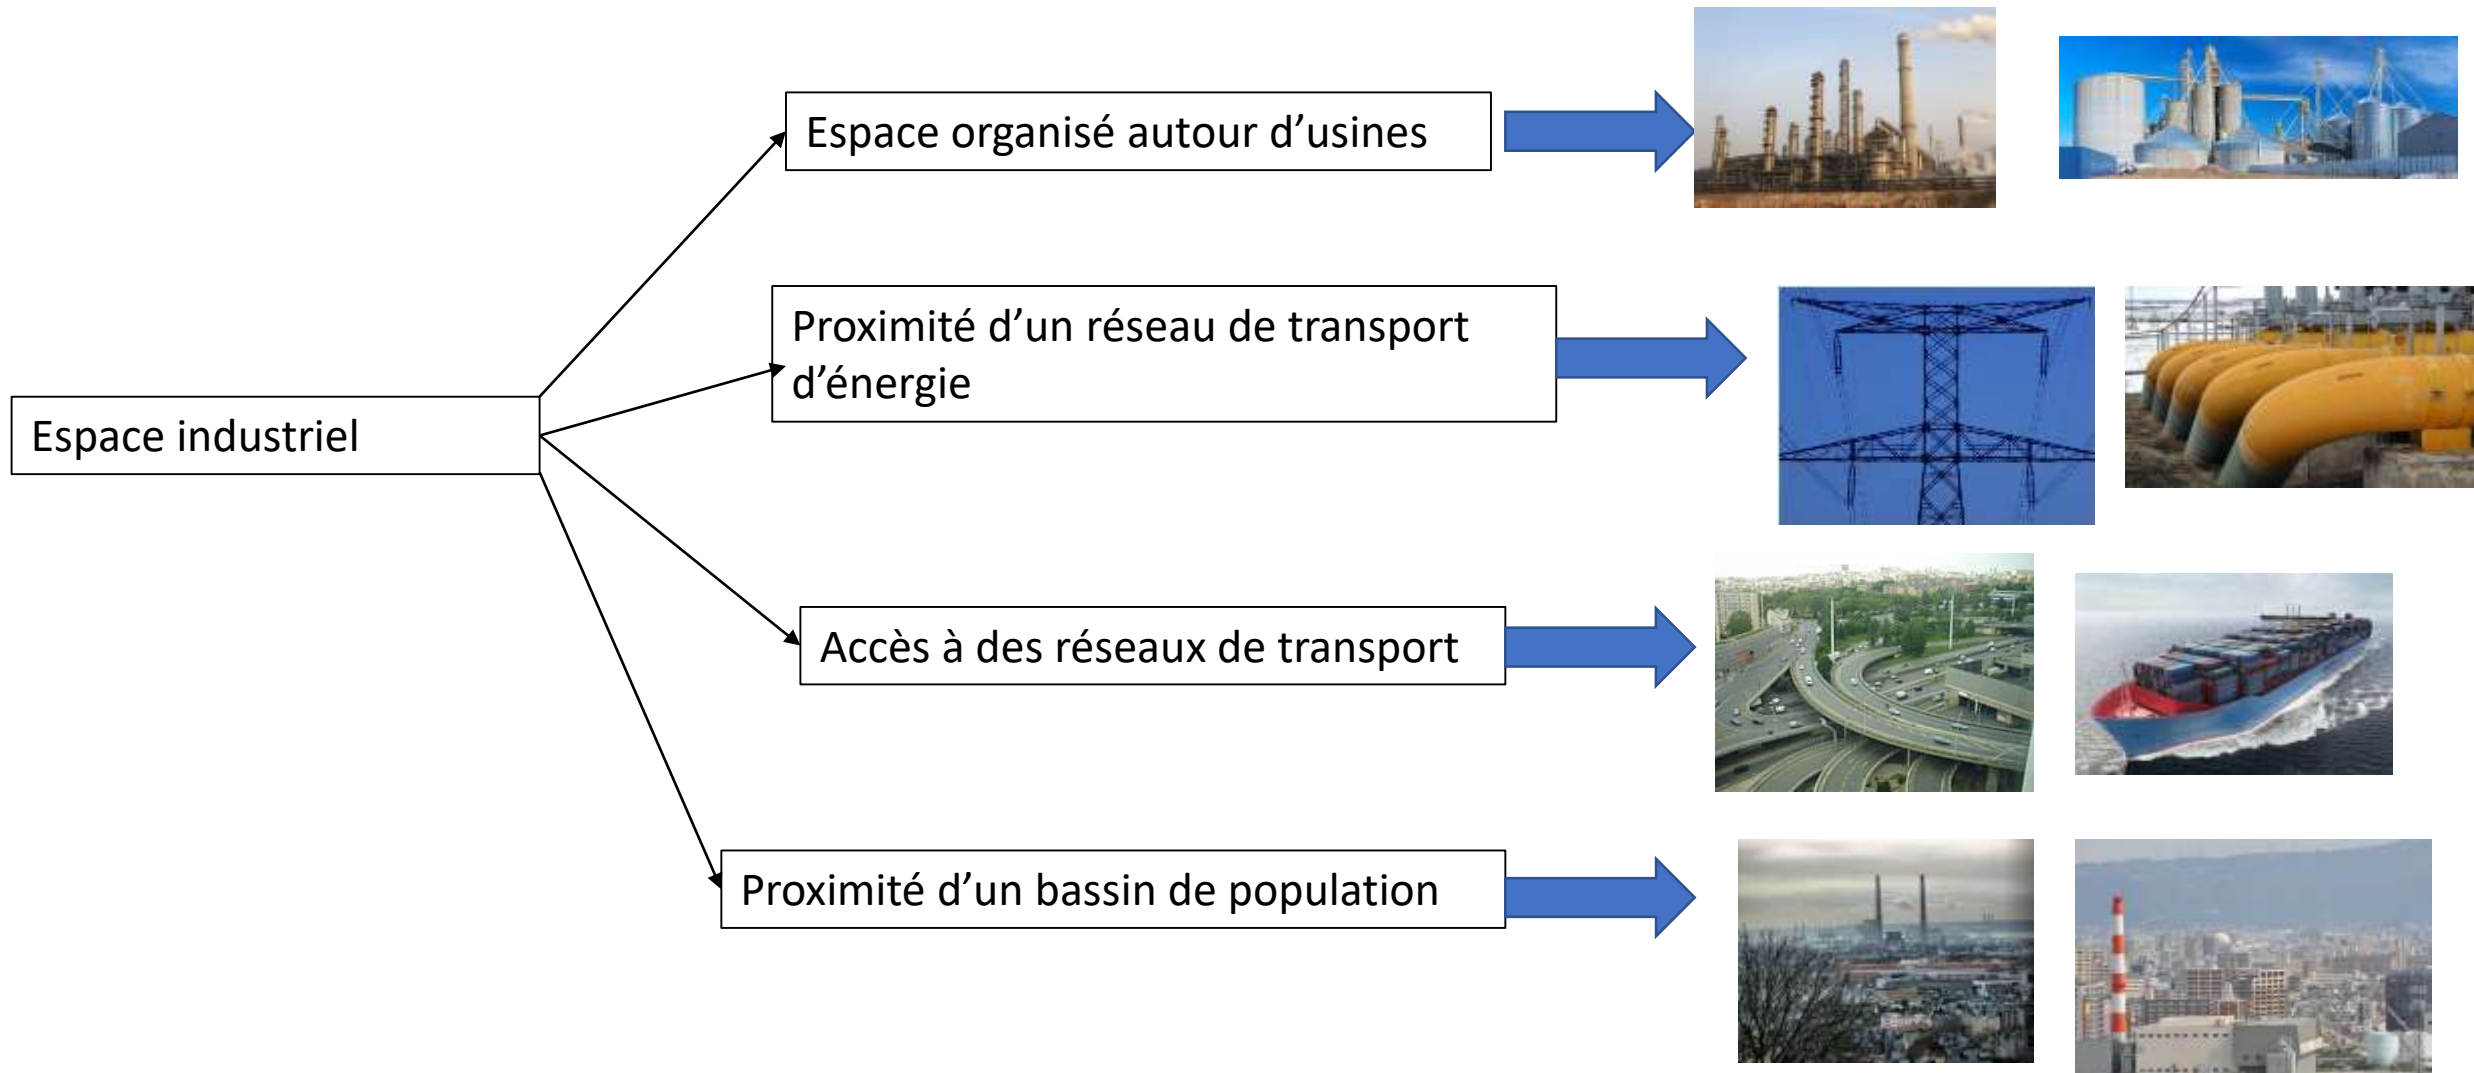 Espace organisé autour d’usines
Proximité d’un réseau de transport
d’énergie
Espace industriel
Accès à des réseaux de transport
Proximité d’un bassin de population